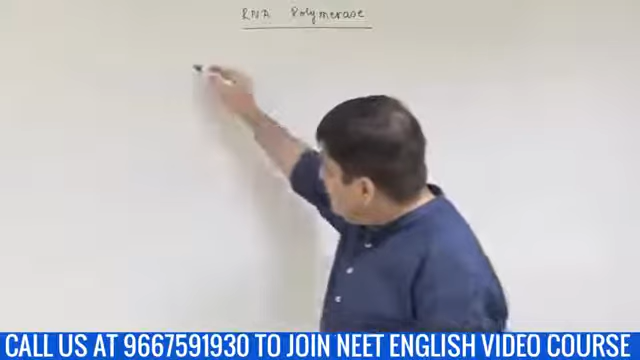 RNA Polymerase
CALL US AT 9667591930 TO JOIN NEET ENGLISH VIDEO COURSE